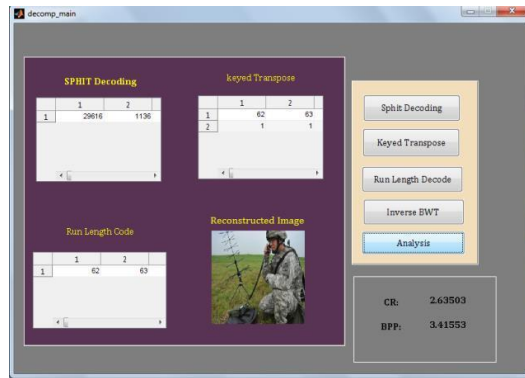 decomp_main
SPHIT Decoding
1 2
1 29616 1136
keyed Transpose
1 2
1 62 63
2 1 1
Run Length Code
1 2
1 62 63
Reconstructed Image
Sphit Decoding
Keyed Transpose
Run Length Decode
Inverse BWT
Analysis
CR: 2.63503
BPP: 3.41553